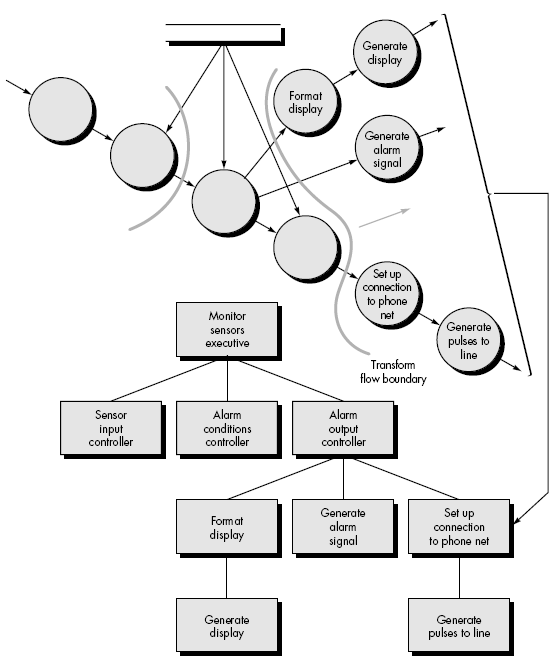 Generate
display
Format
display
Generate
alarm
signal
Set up
connection
to phone
net
Generate
pulses to
line
Transform
flow boundary
Monitor
sensors
executive
Sensor
input
controller
Alarm
conditions
controller
Alarm
output
controller
Format
display
Generate
alarm
signal
Set up
connection
to phone net
Generate
display
Generate
pulses to line